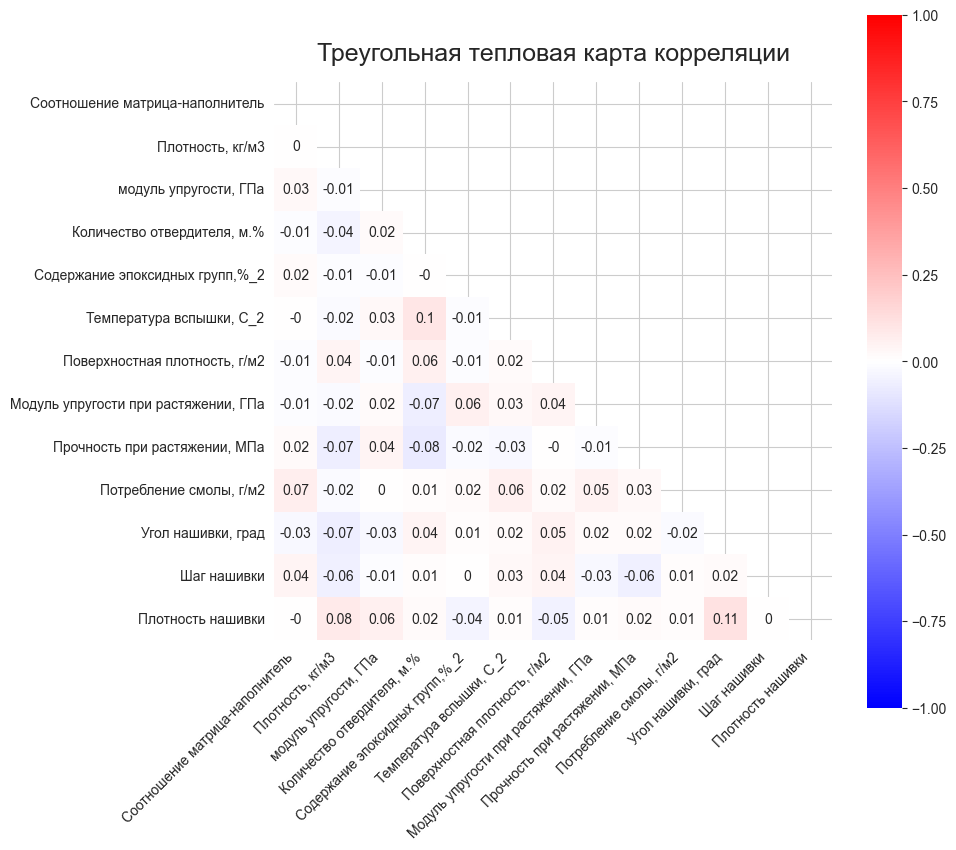 Треугольная тепловая карта корреляции
Соотношение матрица-наполнитель
Плотность, кг/м3 0
модуль упругости, ГПа 0.03 -0.01
Количество отвердителя, м.% -0.01 -0.04 0.02
Содержание эпоксидных групп,%_2 0.02 -0.01 -0.01 -0
Температура вспышки, С_2 -0 -0.02 0.03 0.1 -0.01
Поверхностная плотность, г/м2 -0.01 0.04 -0.01 0.06 -0.01 0.02
Модуль упругости при растяжении, ГПа -0.01 -0.02 0.02 -0.07 0.06 0.03 0.04
Прочность при растяжении, МПа 0.02 -0.07 0.04 -0.08 -0.02 -0.03 -0 -0.01
Потребление смолы, г/м2 0.07 -0.02 0 0.01 0.02 0.06 0.02 0.05 0.03
Угол нашивки, град -0.03 -0.07 -0.03 0.04 0.01 0.02 0.05 0.02 0.02 -0.02
Шаг нашивки 0.04 -0.06 -0.01 0.01 0 0.03 0.04 -0.03 -0.06 0.01 0.02
Плотность нашивки -0 0.08 0.06 0.02 -0.04 0.01 -0.05 0.01 0.02 0.01 0.11 0
Соотношение матрица-наполнитель
Плотность, кг/м3
модуль упругости, ГПа
Количество отвердителя, м.%
Содержание эпоксидных групп,%_2
Температура вспышки, С_2
Поверхностная плотность, г/м2
Модуль упругости при растяжении, ГПа
Прочность при растяжении, МПа
Потребление смолы, г/м2
Угол нашивки, град
Шаг нашивки
Плотность нашивки
1.00
0.75
0.50
0.25
0.00
−0.25
−0.50
−0.75
−1.00